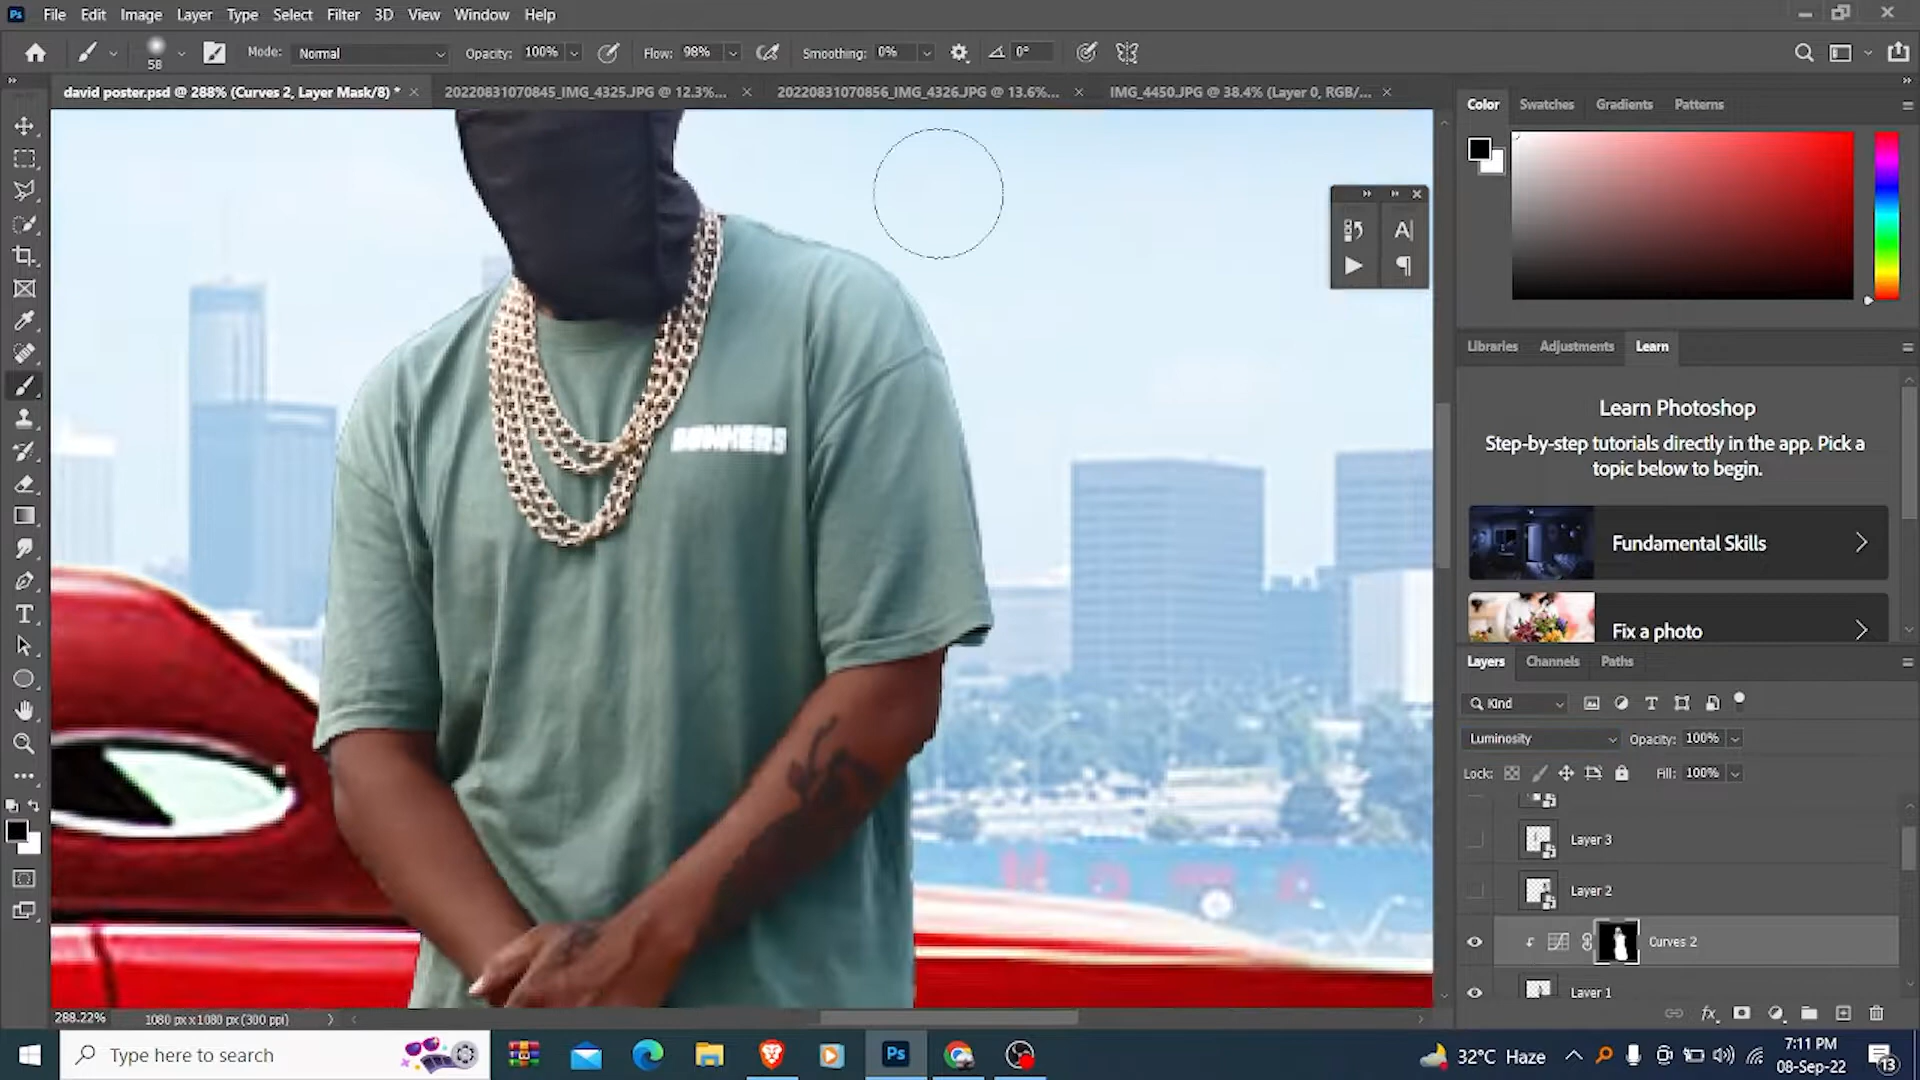 Ps File Edit Image Layer Type Select Filter 3D View Window Help
58 Mode: Normal Opacity: 100% Flow: 98% Smoothing: 0% 0°
david poster.psd @ 288% (Curves 2, Layer Mask/8) * 20220831070845_IMG_4325.JPG @ 12.3%... 20220831070856_IMG_4326.JPG @ 13.6%... IMG_4450.JPG @ 38.4% (Layer 0, RGB/...
Color Swatches Gradients Patterns
Libraries Adjustments Learn
Learn Photoshop
Step-by-step tutorials directly in the app. Pick a
topic below to begin.
Fundamental Skills
Fix a photo
Layers Channels Paths
Kind
Luminosity Opacity: 100%
Lock: Fill: 100%
Layer 3
Layer 2
Curves 2
Layer 1
288.22% 1080 px x 1080 px (300 ppi)
Type here to search
Ps
32°C Haze
7:11 PM
08-Sep-22
13